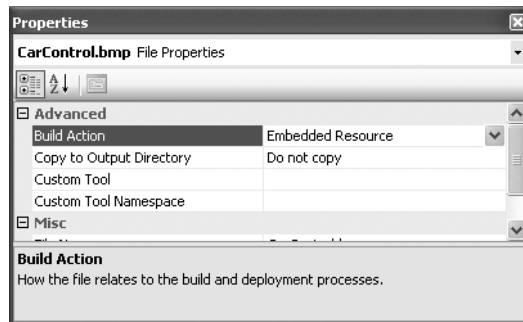 Properties
CarControl.bmp File Properties
Advanced
Build Action Embedded Resource
Copy to Output Directory Do not copy
Custom Tool
Custom Tool Namespace
Misc
Build Action
How the file relates to the build and deployment processes.